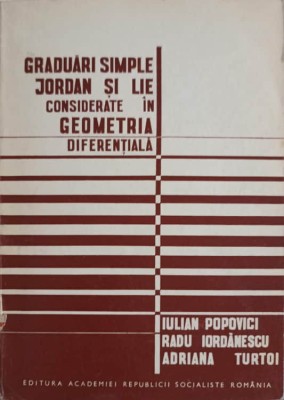 GRADUĂRI SIMPLE
JORDAN ȘI LIE
CONSIDERATE ÎN
GEOMETRIA
DIFERENȚIALĂ
IULIAN POPOVICI
RADU IORDĂNESCU
ADRIANA TURTOI
EDITURA ACADEMIEI REPUBLICII SOCIALISTE ROMÂNIA